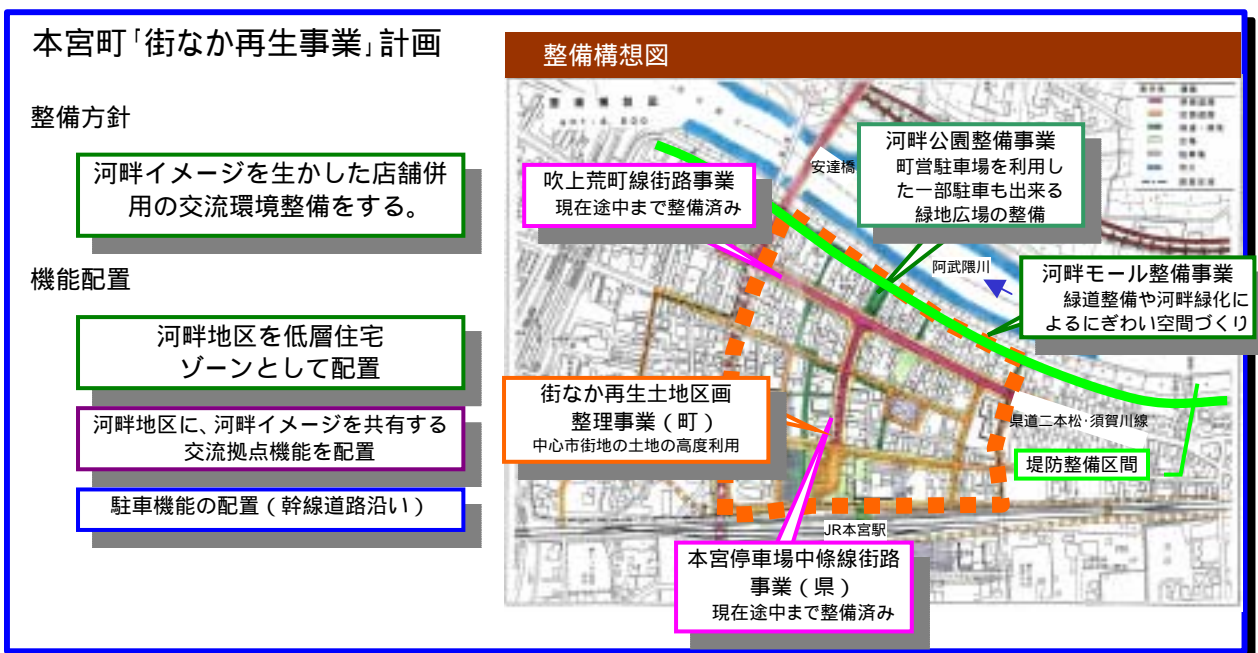 本宮町「街なか再生事業」計画
整備方針
河畔イメージを生かした店舗併
用の交流環境整備をする。
機能配置
河畔地区を低層住宅
ゾーンとして配置
河畔地区に、河畔イメージを共有する
交流拠点機能を配置
駐車機能の配置(幹線道路沿い)
整備構想図
吹上荒町線街路事業
現在途中まで整備済み
安達橋
河畔公園整備事業
町営駐車場を利用し
た一部駐車も出来る
緑地広場の整備
阿武隈川
河畔モール整備事業
緑道整備や河畔緑化に
よるにぎわい空間づくり
街なか再生土地区画
整理事業(町)
中心市街地の土地の高度利用
県道二本松・須賀川線
堤防整備区間
JR本宮駅
本宮停車場中條線街路
事業(県)
現在途中まで整備済み